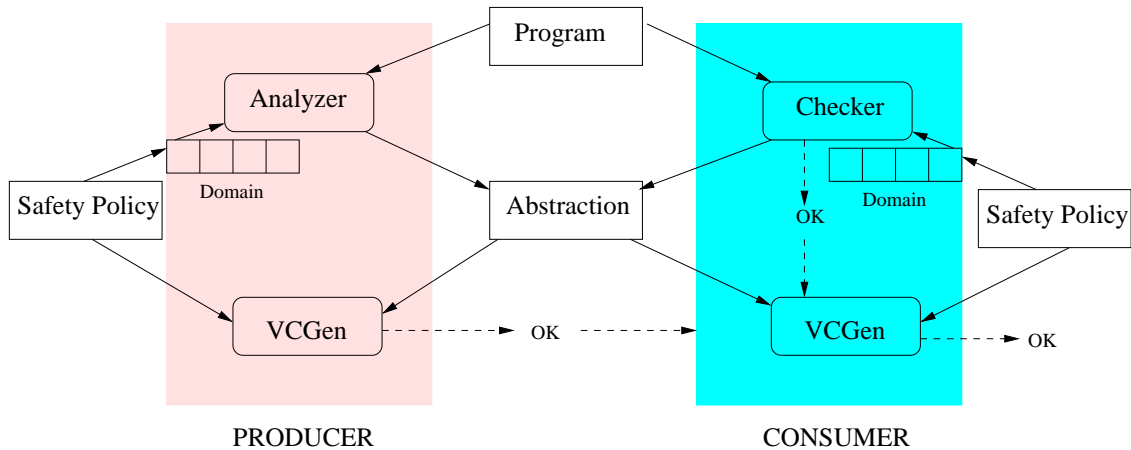 Program
Analyzer
Checker
Domain
Domain
Safety Policy
Abstraction
OK
Safety Policy
VCGen
OK
VCGen
OK
PRODUCER
CONSUMER